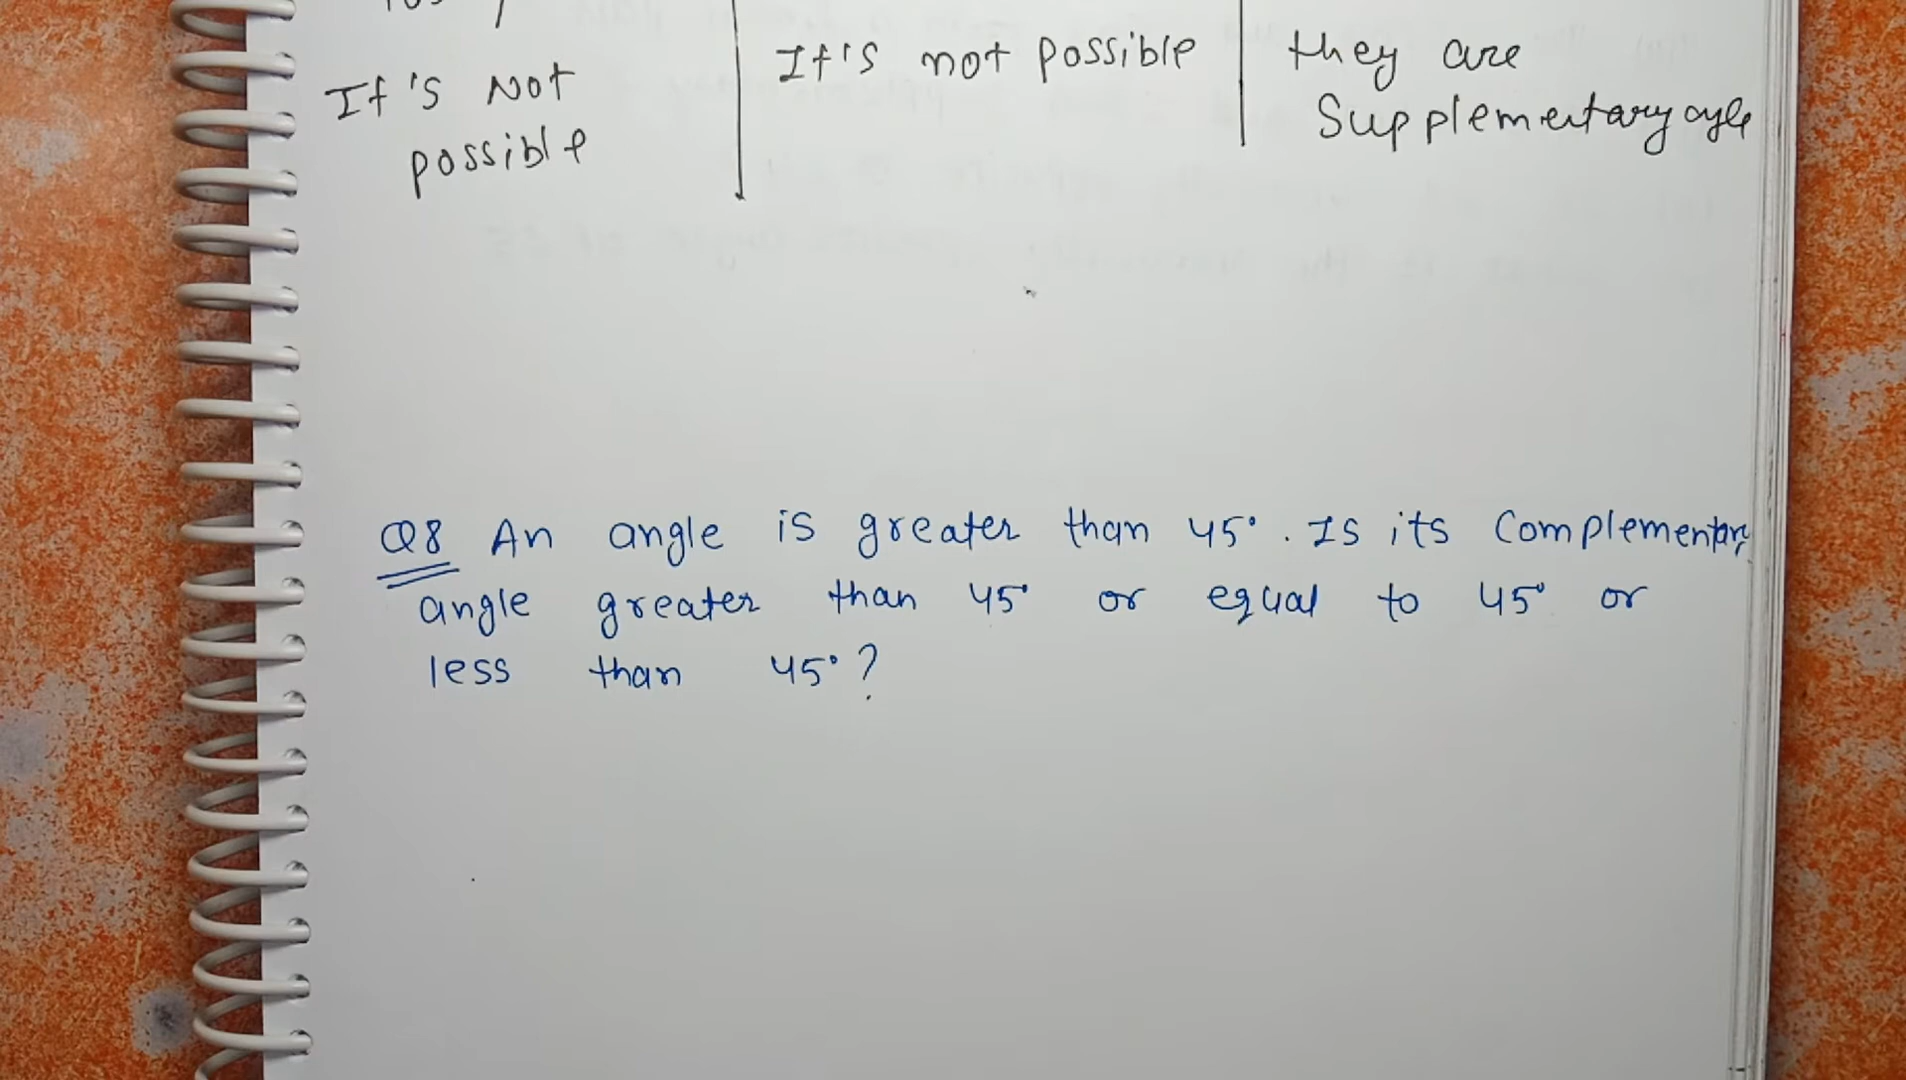 It's Not
possible
It's not possible
they are
Supplementary
Q8 An angle is greater than 45°. Is its Complementary
angle greater than 45° or equal to 45° or
less than 45°?